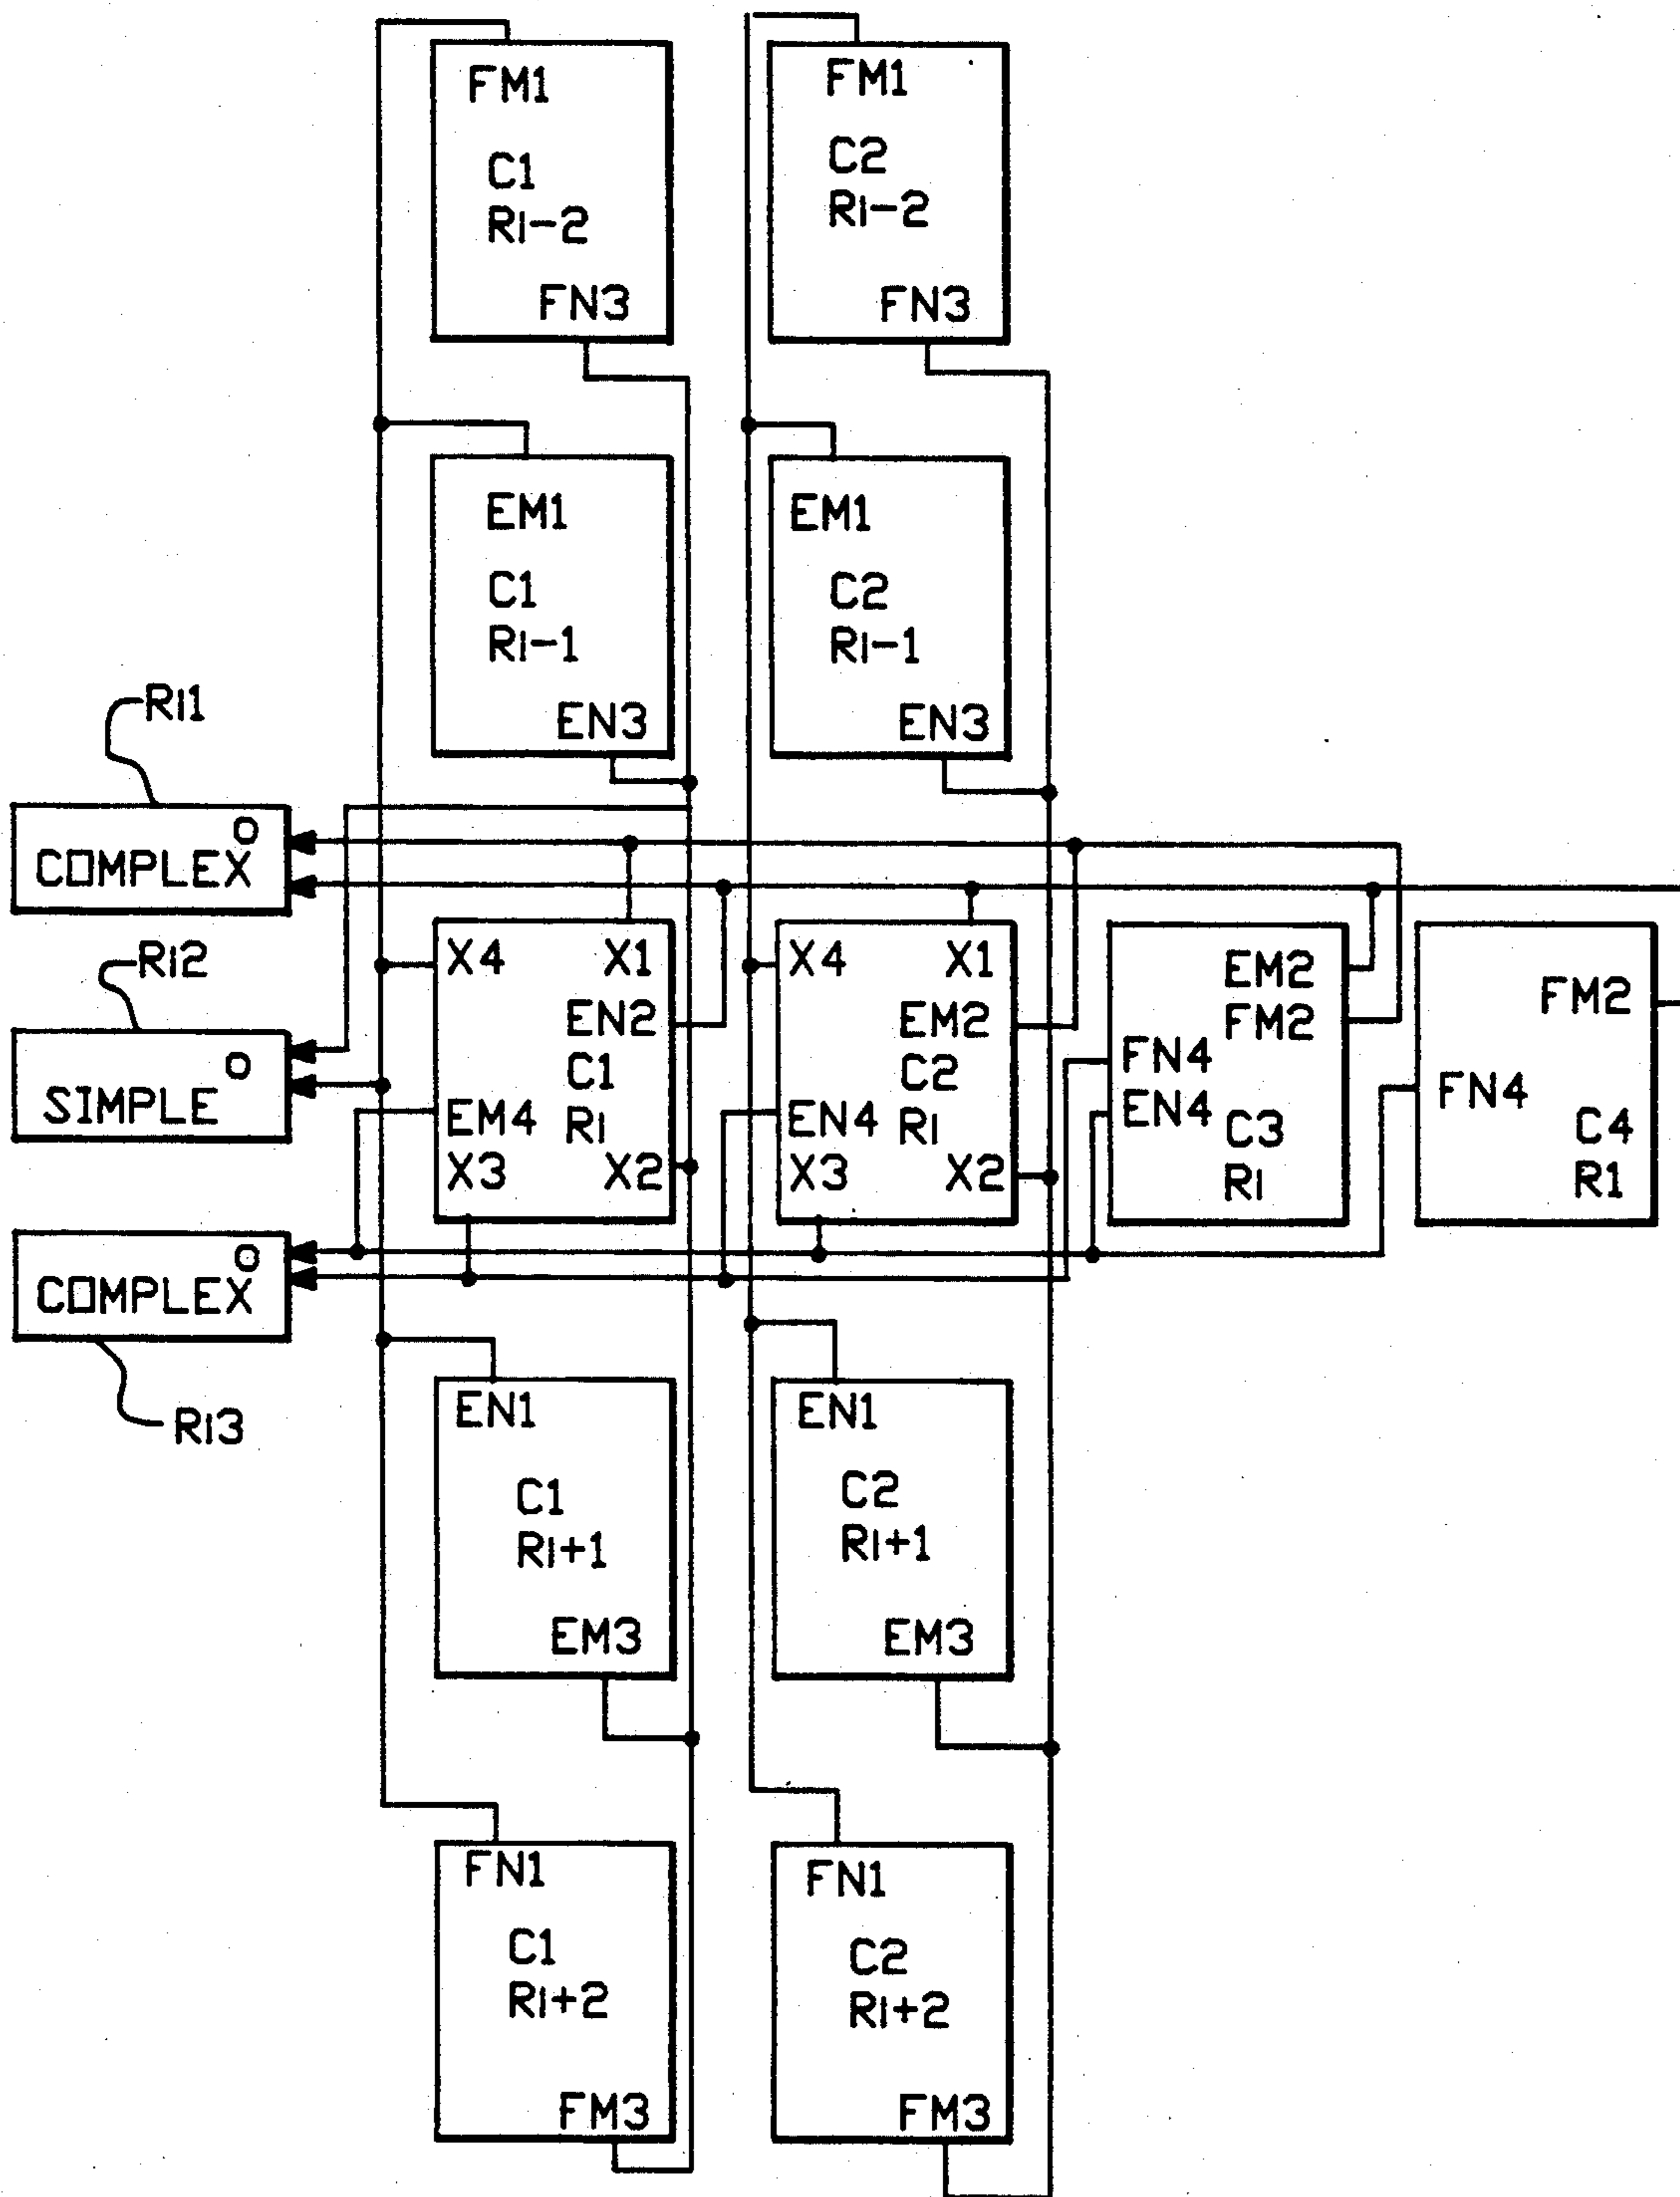 FM1
C1
Ri-2
FN3
FM1
C2
Ri-2
FN3
EM1
C1
Ri-1
EN3
EM1
C2
Ri-1
EN3
Ri1
O
COMPLEX
Ri2
O
SIMPLE
O
COMPLEX
Ri3
X4 X1
EN2
C1
EM4 Ri
X3 X2
X4 X1
EM2
C2
EN4 Ri
X3 X2
EM2
FM2
FN4
EN4
C3
Ri
FM2
FN4
C4
R1
EN1
C1
Ri+1
EM3
EN1
C2
Ri+1
EM3
FN1
C1
Ri+2
FM3
FN1
C2
Ri+2
FM3